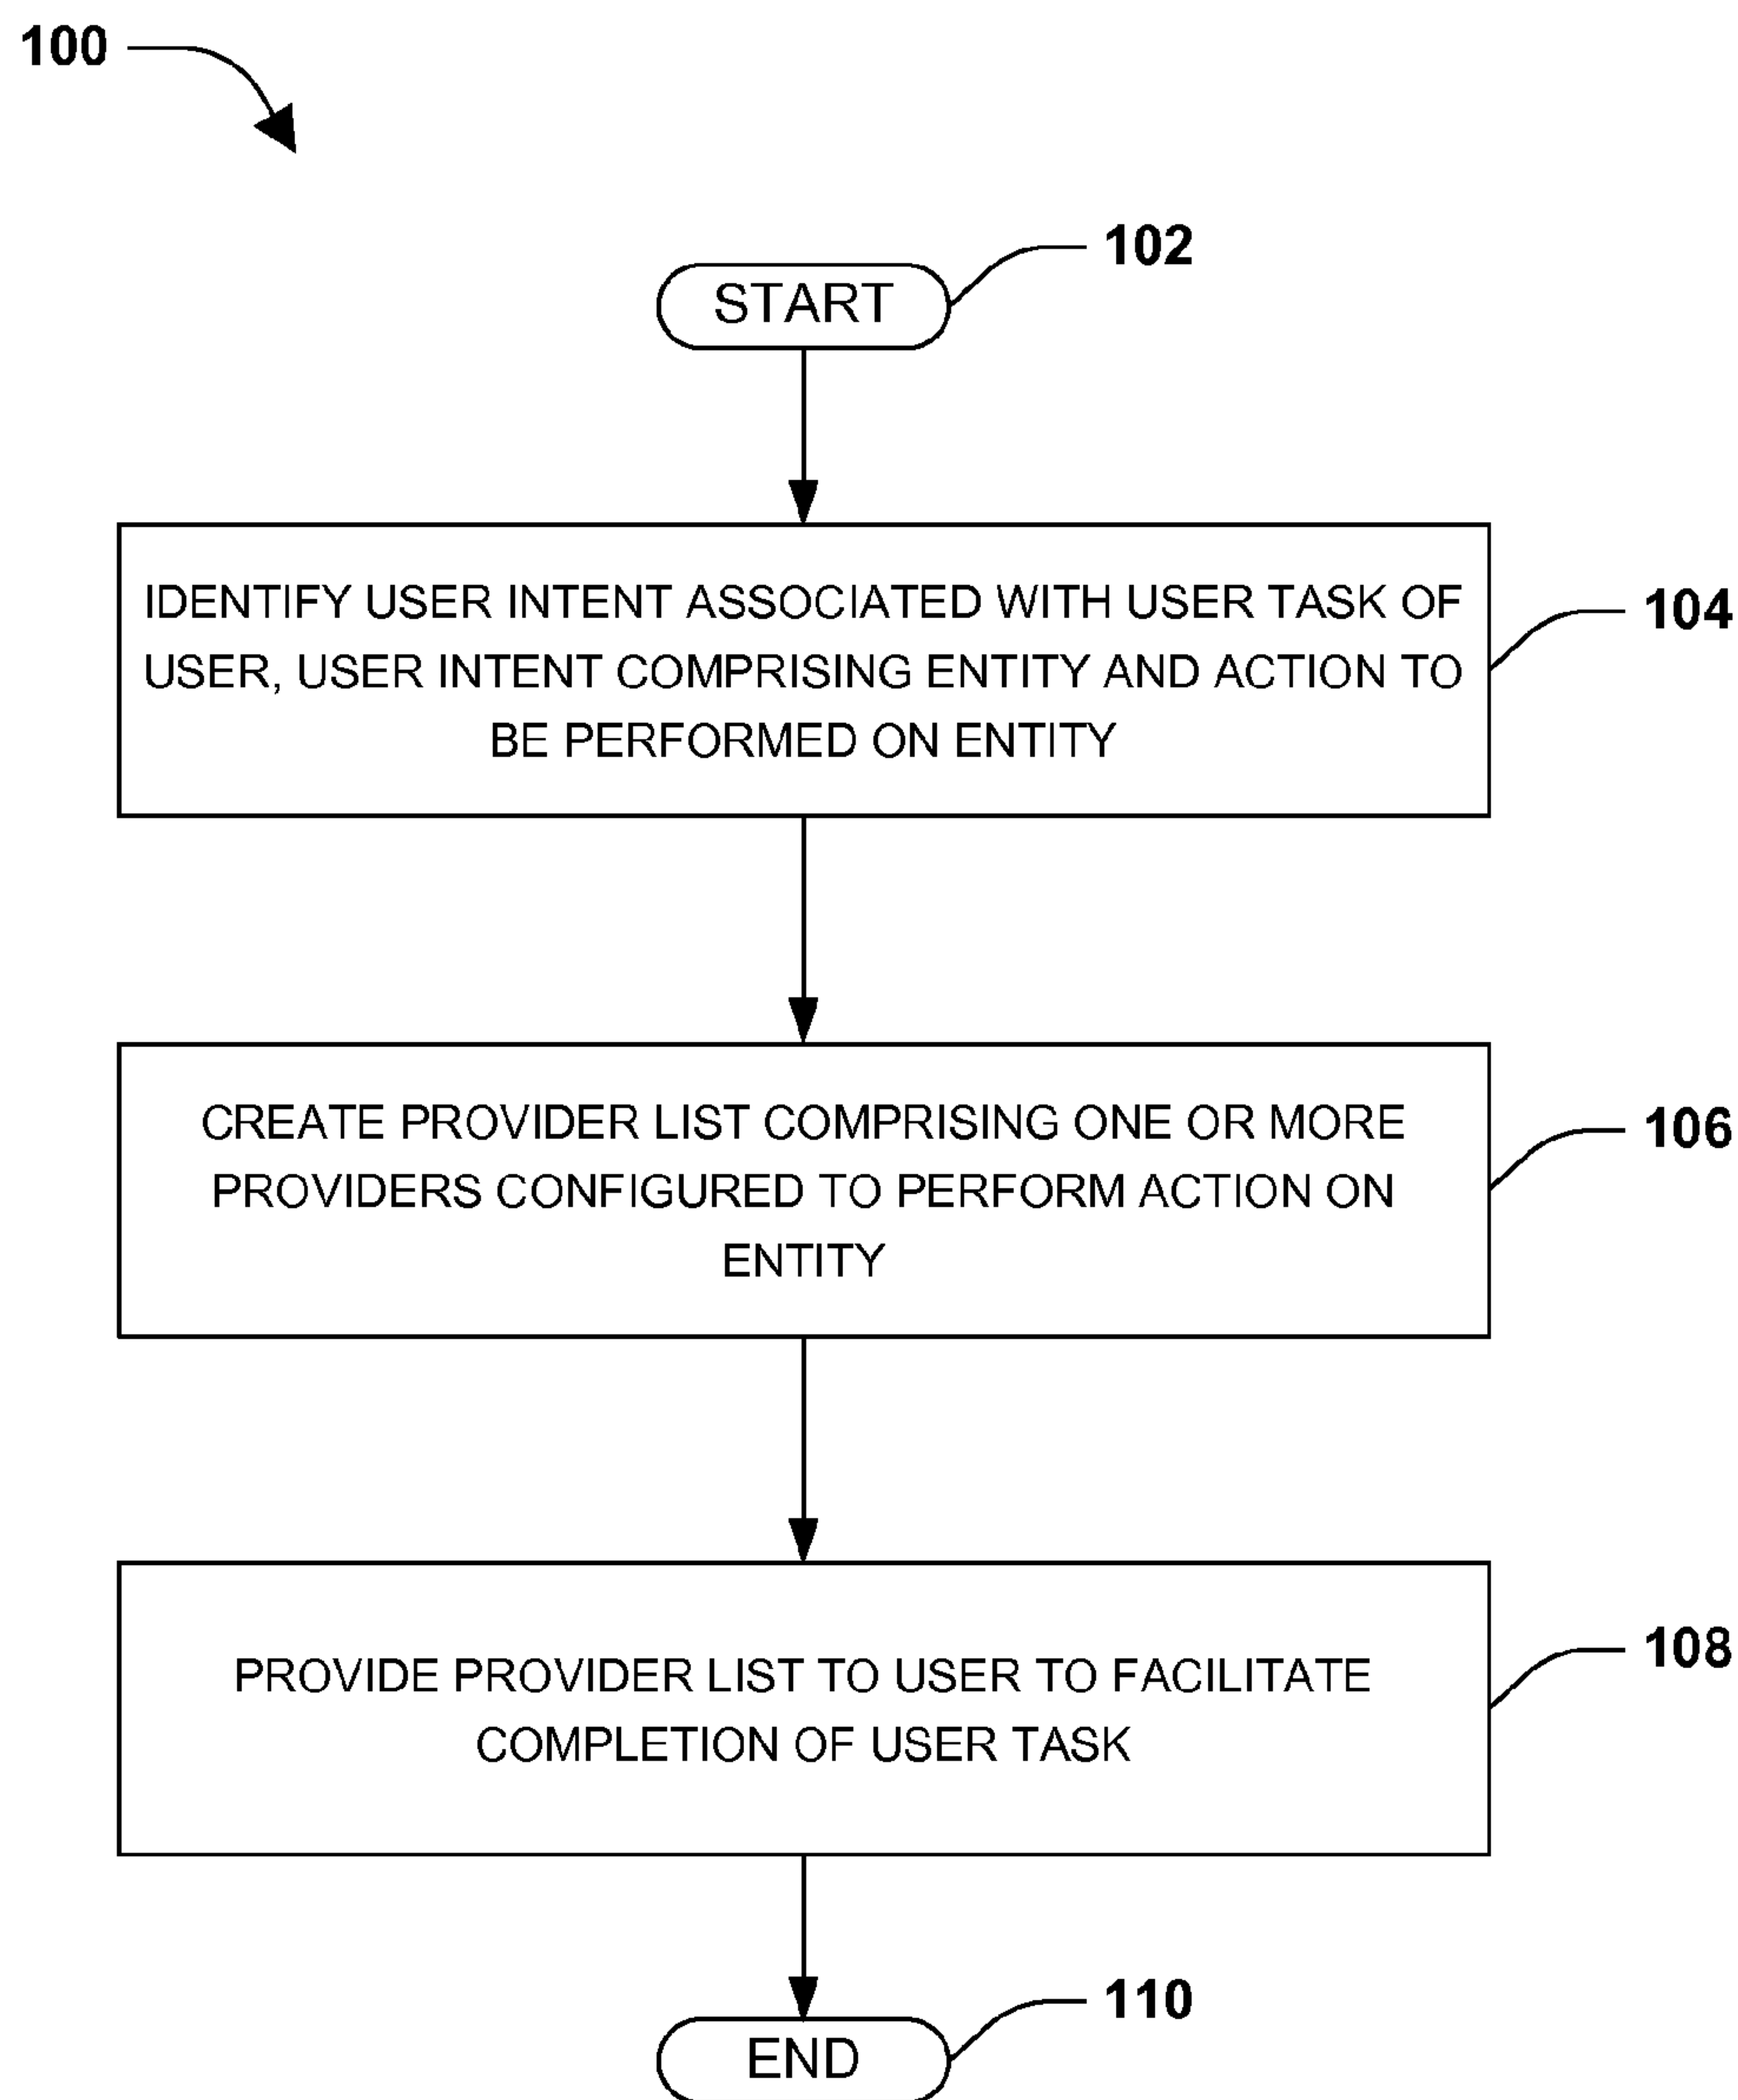 100
102
START
IDENTIFY USER INTENT ASSOCIATED WITH USER TASK OF
USER, USER INTENT COMPRISING ENTITY AND ACTION TO
BE PERFORMED ON ENTITY
104
CREATE PROVIDER LIST COMPRISING ONE OR MORE
PROVIDERS CONFIGURED TO PERFORM ACTION ON
ENTITY
106
PROVIDE PROVIDER LIST TO USER TO FACILITATE
COMPLETION OF USER TASK
108
110
END